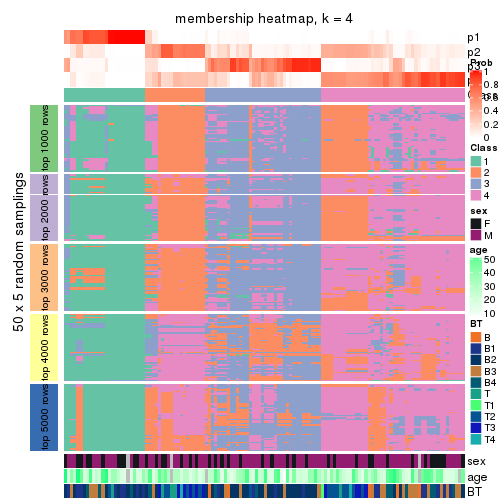 membership heatmap, k = 4
p1
p2
p3
Prob
1
0.8
0.6
0.4
0.2
0
Class
1
2
3
4
sex
F
M
age
50
40
30
20
10
BT
B
B1
B2
B3
B4
T
T1
T2
T3
T4
50 x 5 random samplings
top 1000 rows
top 2000 rows
top 3000 rows
top 4000 rows
top 5000 rows
sex
age
BT